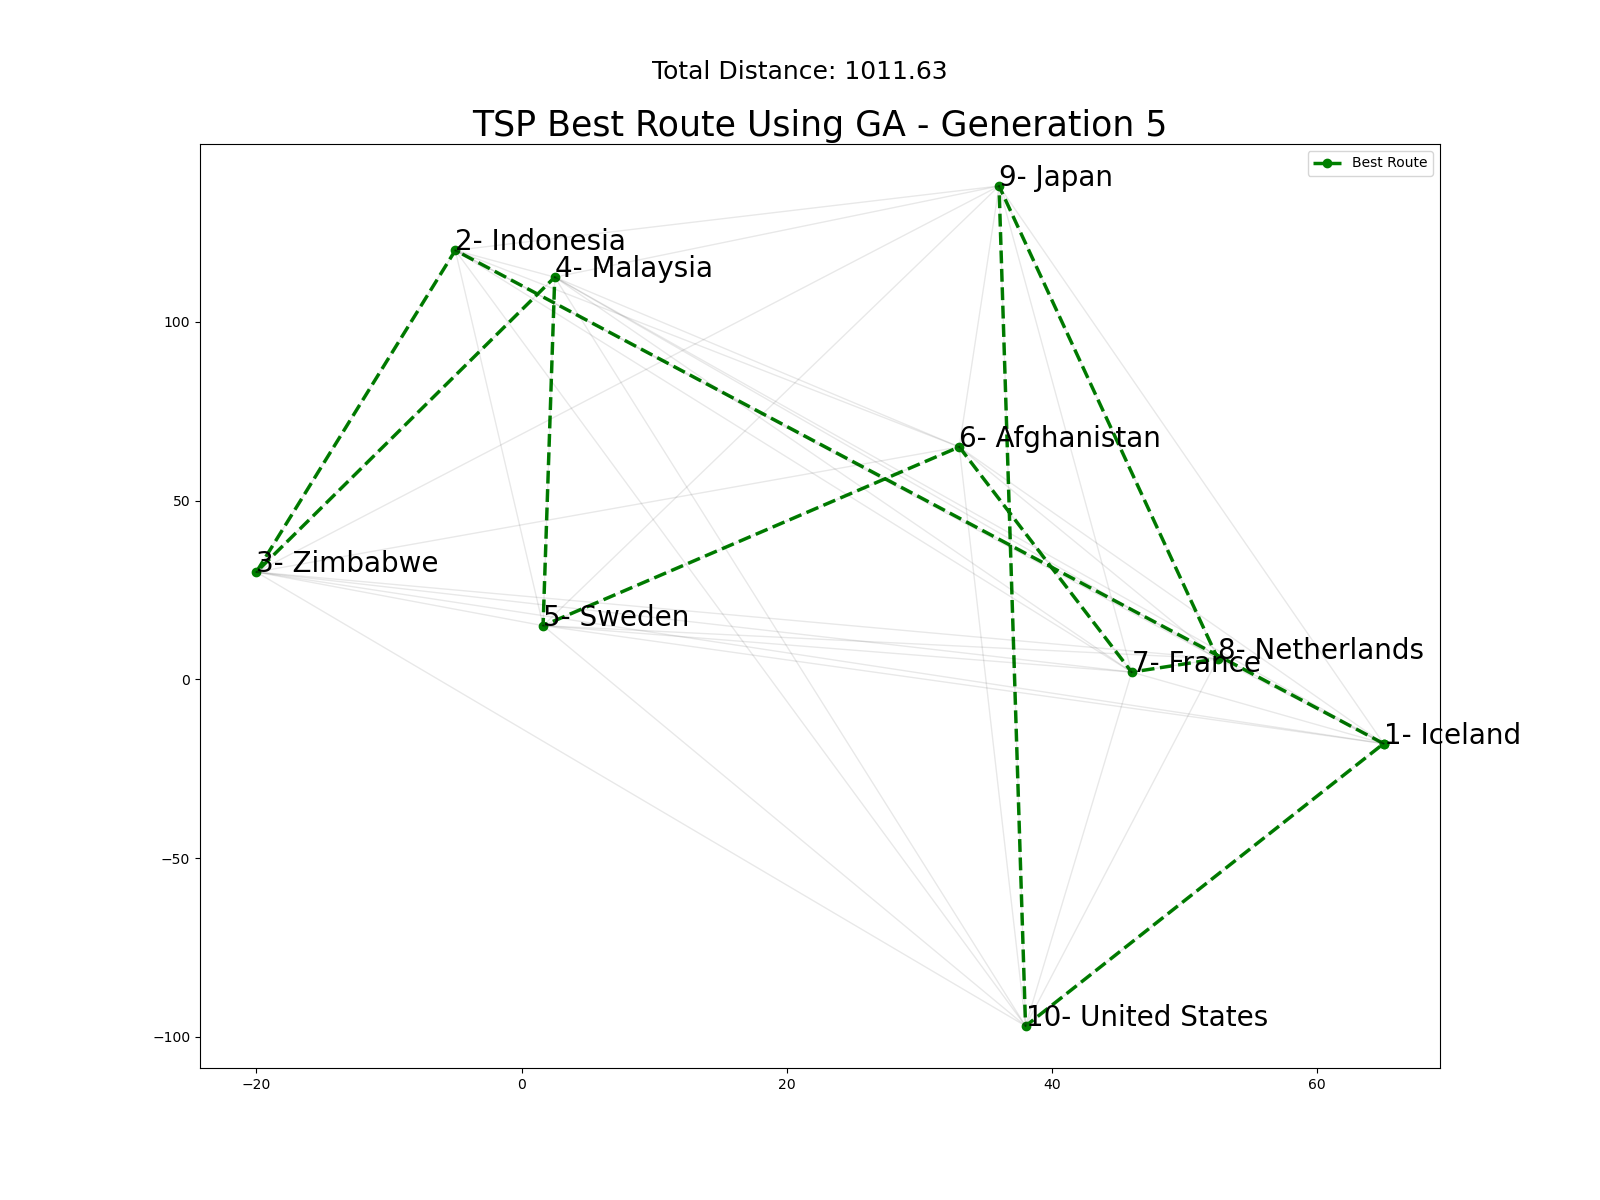 Total Distance: 1011.63
TSP Best Route Using GA - Generation 5
Best Route
9- Japan
2- Indonesia
4- Malaysia
6- Afghanistan
3- Zimbabwe
5- Sweden
8- Netherlands
7- France
1- Iceland
10- United States
100
50
0
−50
−100
−20
0
20
40
60